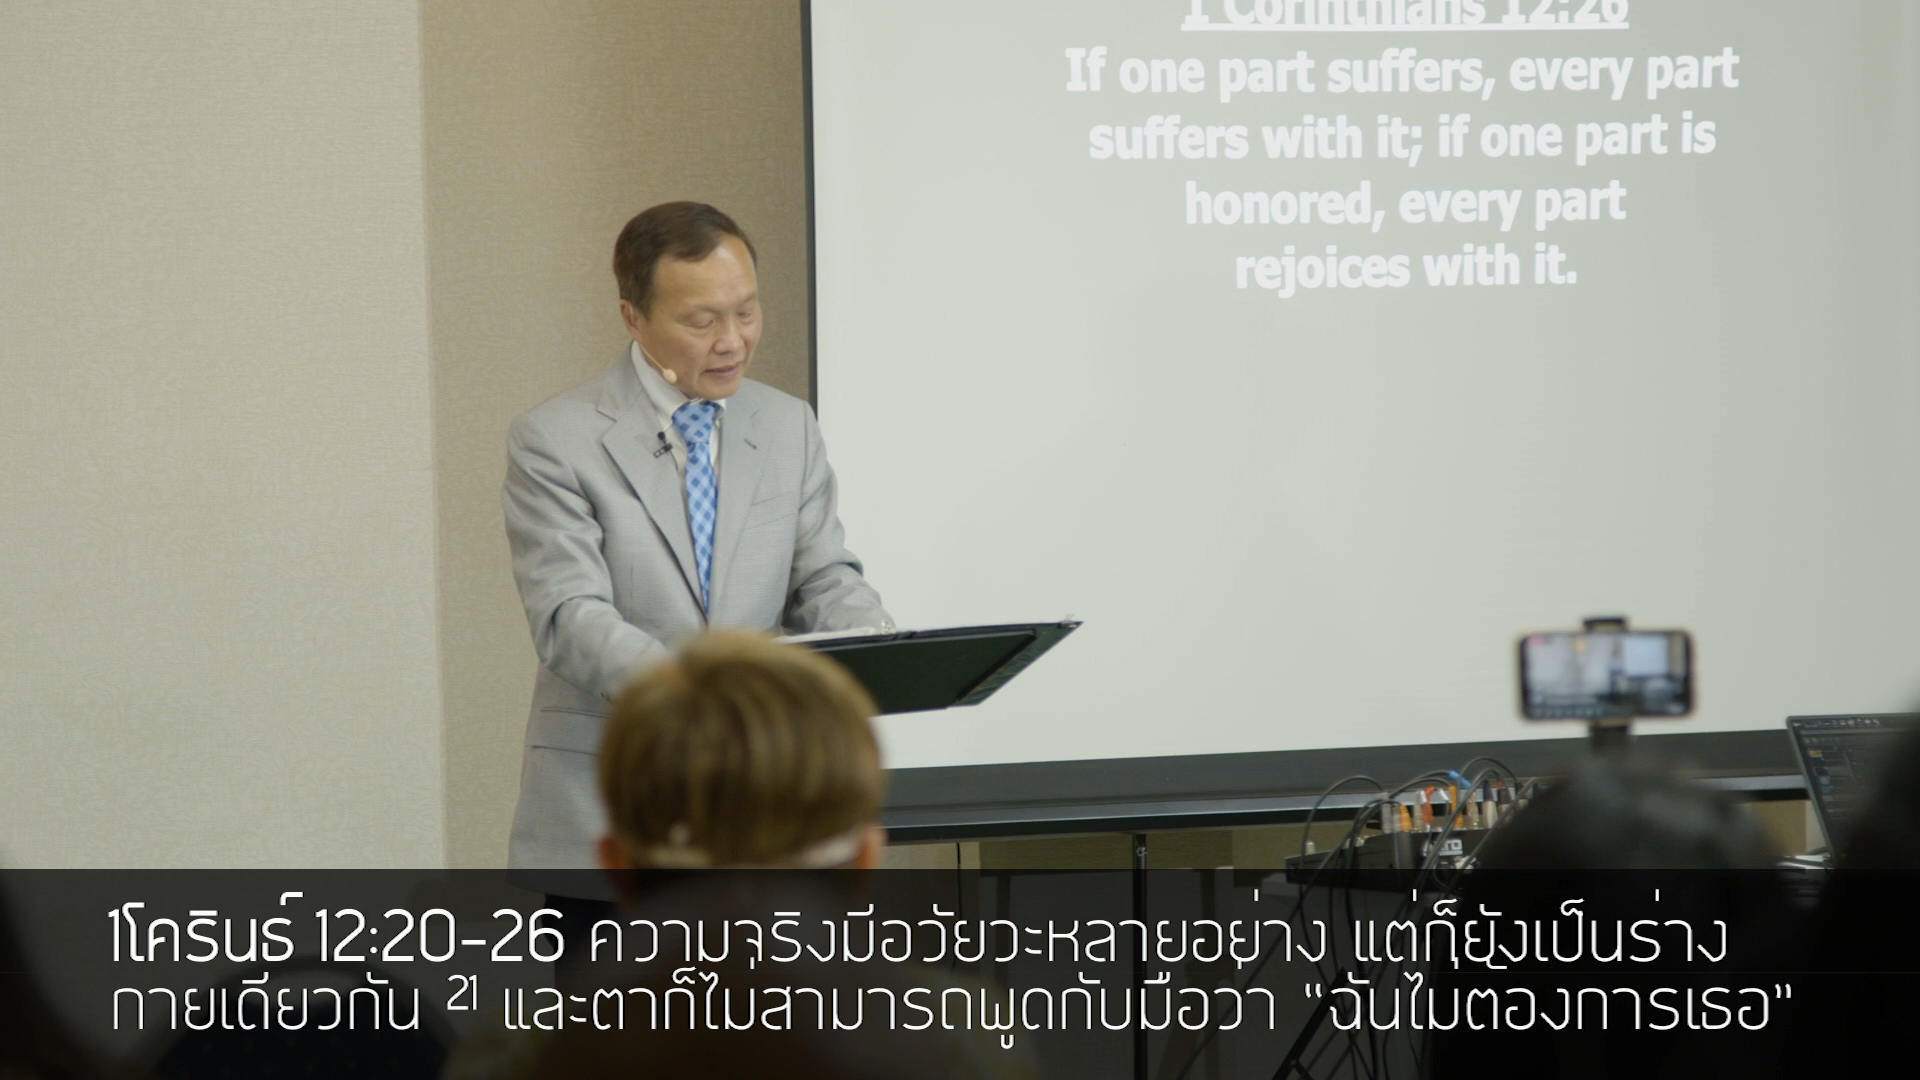 1 Corinthians 12:26
If one part suffers, every part
suffers with it; if one part is
honored, every part
rejoices with it.
1โครินธ์ 12:20-26 ความจริงมีอวัยวะหลายอย่าง แต่ก็ยังเป็นร่าง
กายเดียวกัน 21 และตาก็ไม่สามารถพูดกับมือว่า “ฉันไม่ต้องการเธอ”